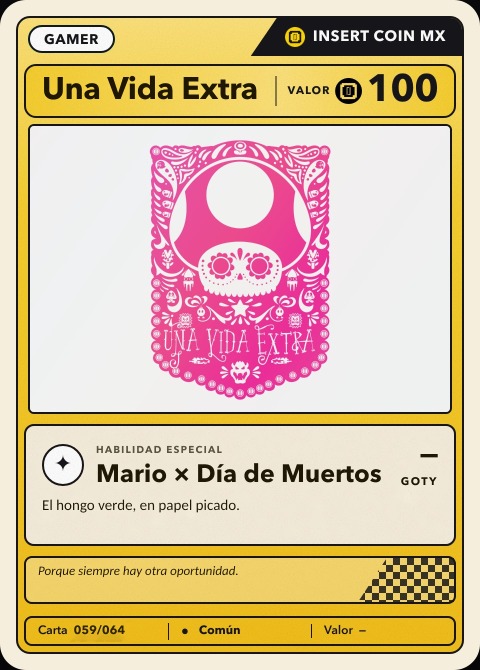 GAMER
INSERT COIN MX
Una Vida Extra
VALOR 100
UNA VIDA EXTRA
HABILIDAD ESPECIAL
Mario × Día de Muertos
—
GOTY
El hongo verde, en papel picado.
Porque siempre hay otra oportunidad.
Carta 059/064 • Común Valor —